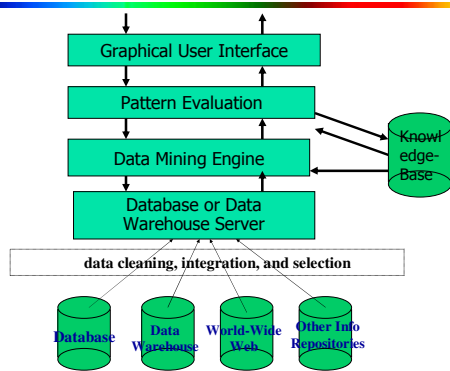 Graphical User Interface
Pattern Evaluation
Knowl
edge-
Base
Data Mining Engine
Database or Data
Warehouse Server
data cleaning, integration, and selection
Database
Data
Warehouse
World-Wide
Web
Other Info
Repositories